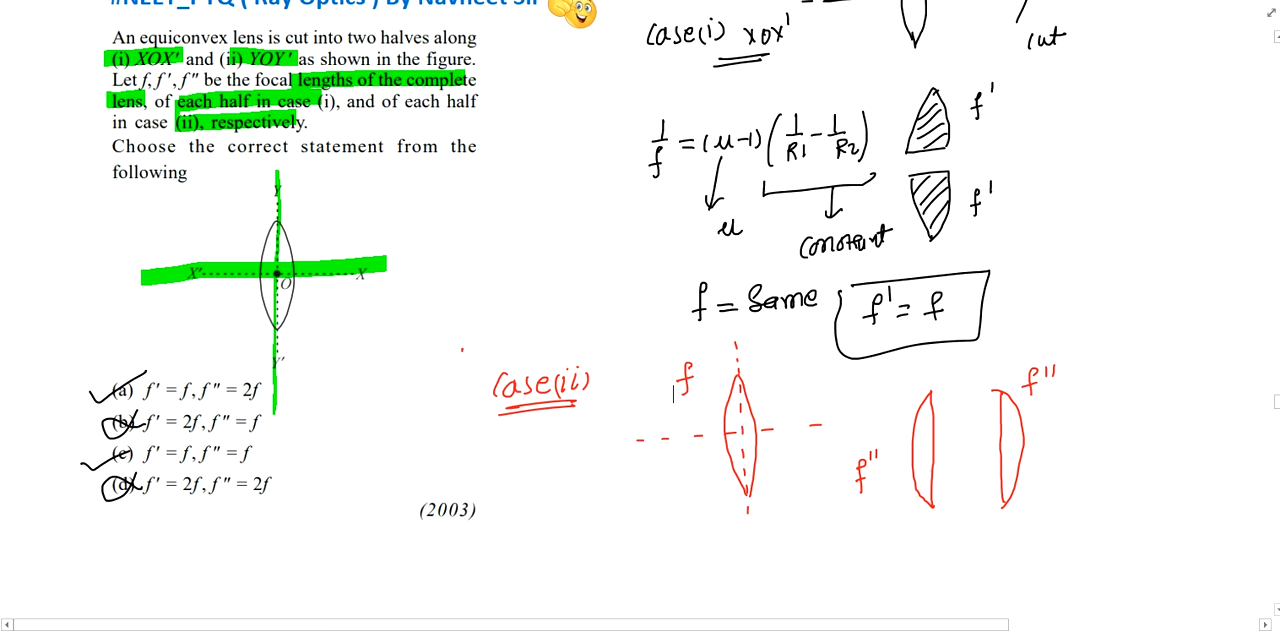 #NEET_PYQ ( Ray Optics ) By Navneet Sir
An equiconvex lens is cut into two halves along
(i) XOX' and (ii) YOY' as shown in the figure.
Let f, f', f'' be the focal lengths of the complete
lens, of each half in case (i), and of each half
in case (ii), respectively.
Choose the correct statement from the
following
Y
X'
X
O
Y'
(a) f' = f, f'' = 2f
(b) f' = 2f, f'' = f
(c) f' = f, f'' = f
(d) f' = 2f, f'' = 2f
(2003)
Case(i) XOX'
cut
1/f = (μ-1) (1/R1 - 1/R2)
f'
f'
μ
constant
f = Same
f' = f
Case(ii)
f
f''
f''